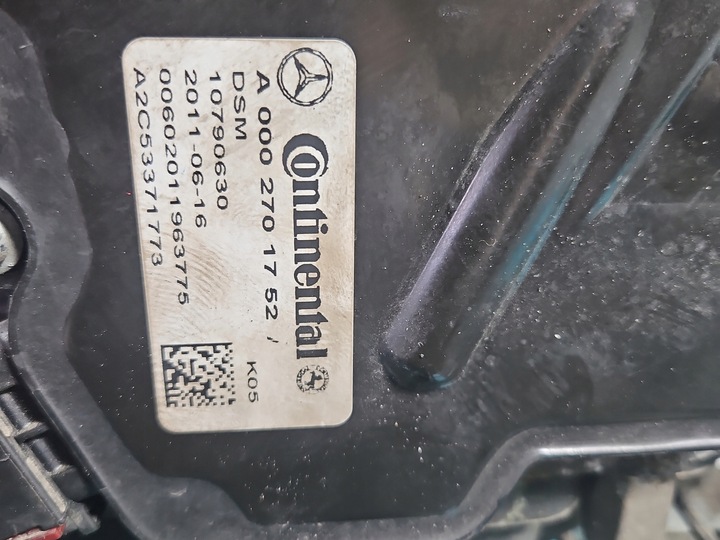 Continental
A 000 270 17 52 /
DSM
10790630
2011-06-16
00602011963775
A2C53371773
K05